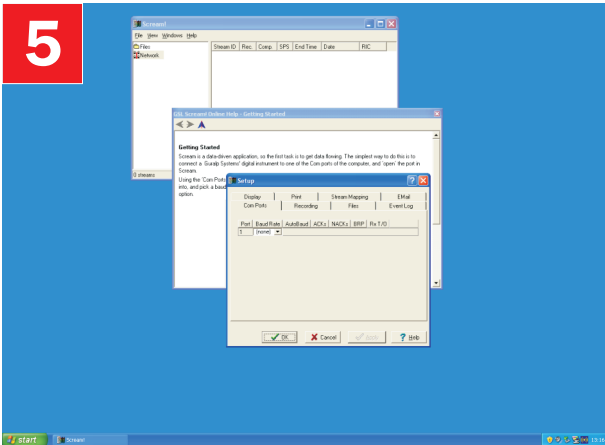 5
Scream!
File View Windows Help
Files
Network
Stream ID Rec. Comp. SPS End Time Date RIC
0 streams
GSL Scream! Online Help - Getting Started
Getting Started
Scream is a data-driven application, so the first task is to get data flowing. The simplest way to do this is to
connect a Guralp Systems' digital instrument to one of the Com ports of the computer, and 'open' the port in
Scream.
Using the 'Com Ports
into, and pick a baud
option.
Setup
Display Print Stream Mapping EMail
Com Ports Recording Files Event Log
Port Baud Rate AutoBaud ACKs NACKs BRP Rx T/O
1 (none)
OK Cancel Apply Help
start Scream!